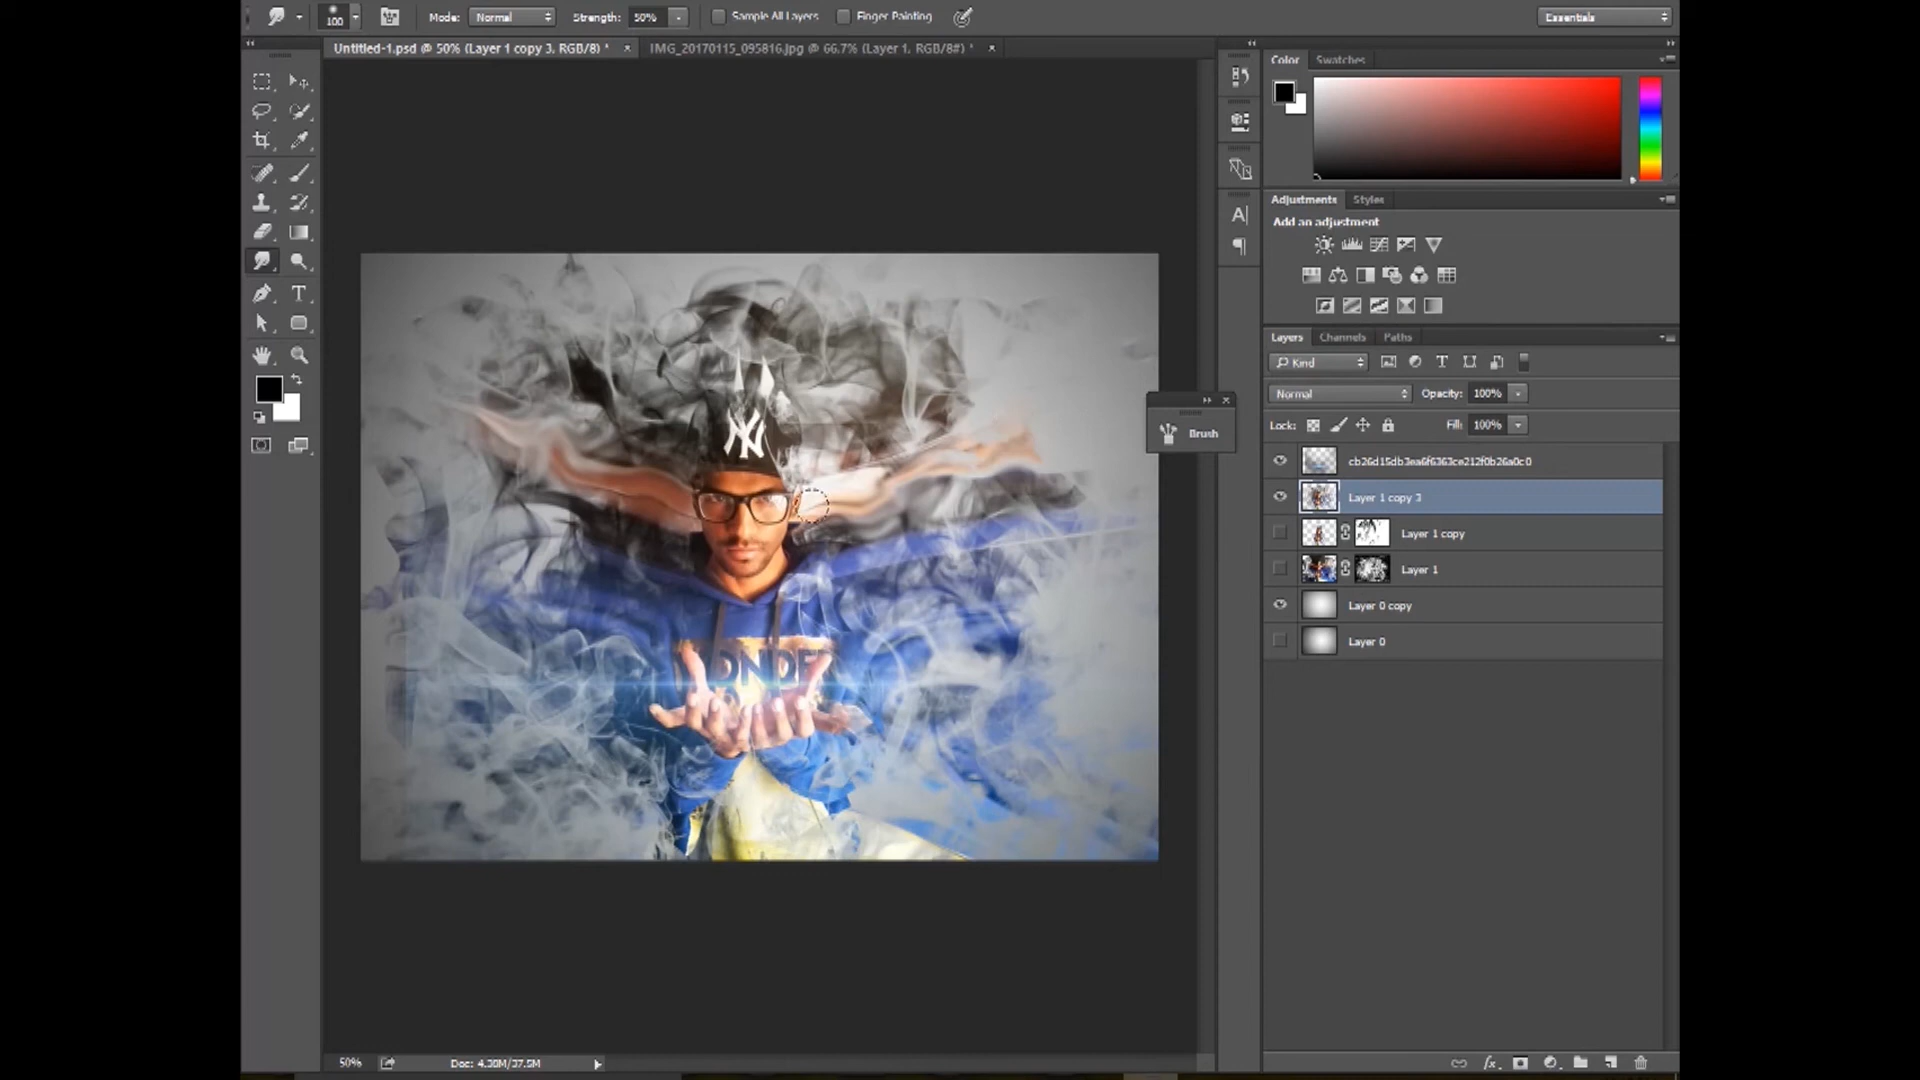 100
Mode: Normal
Strength: 50%
Sample All Layers
Finger Painting
Essentials
Untitled-1.psd @ 50% (Layer 1 copy 3, RGB/8) *
IMG_20170115_095816.jpg @ 66.7% (Layer 1, RGB/8#) *
Color
Swatches
Adjustments
Styles
Add an adjustment
Layers
Channels
Paths
Kind
Normal
Opacity: 100%
Lock:
Fill: 100%
Brush
cb26d15db3ea6f6363ce212f0b26a0c0
Layer 1 copy 3
Layer 1 copy
Layer 1
Layer 0 copy
Layer 0
NY
50%
Doc: 4.39M/37.5M